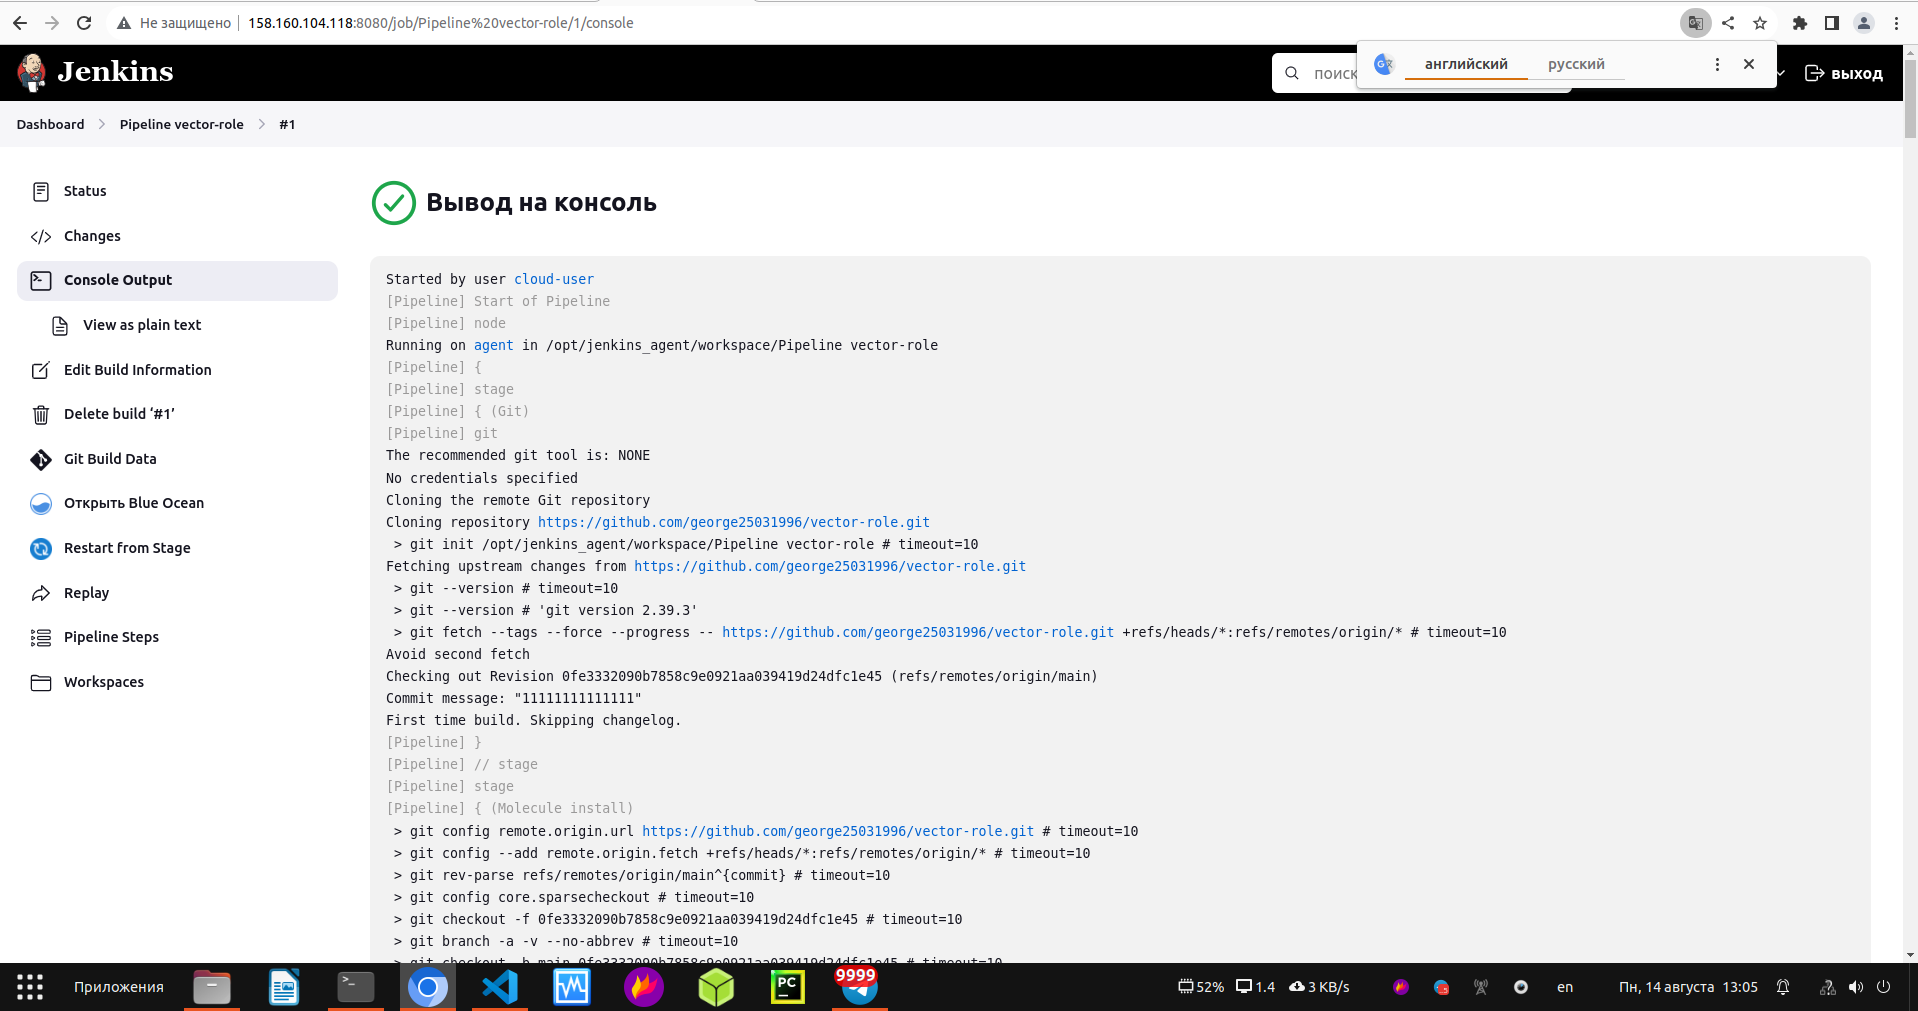 Не защищено
158.160.104.118:8080/job/Pipeline%20vector-role/1/console
Jenkins
поиск
английский
русский
выход
Dashboard
Pipeline vector-role
#1
Status
Changes
Console Output
View as plain text
Edit Build Information
Delete build ‘#1’
Git Build Data
Открыть Blue Ocean
Restart from Stage
Replay
Pipeline Steps
Workspaces
Вывод на консоль
Started by user cloud-user
[Pipeline] Start of Pipeline
[Pipeline] node
Running on agent in /opt/jenkins_agent/workspace/Pipeline vector-role
[Pipeline] {
[Pipeline] stage
[Pipeline] { (Git)
[Pipeline] git
The recommended git tool is: NONE
No credentials specified
Cloning the remote Git repository
Cloning repository https://github.com/george25031996/vector-role.git
> git init /opt/jenkins_agent/workspace/Pipeline vector-role # timeout=10
Fetching upstream changes from https://github.com/george25031996/vector-role.git
> git --version # timeout=10
> git --version # 'git version 2.39.3'
> git fetch --tags --force --progress -- https://github.com/george25031996/vector-role.git +refs/heads/*:refs/remotes/origin/* # timeout=10
Avoid second fetch
Checking out Revision 0fe3332090b7858c9e0921aa039419d24dfc1e45 (refs/remotes/origin/main)
Commit message: "11111111111111"
First time build. Skipping changelog.
[Pipeline] }
[Pipeline] // stage
[Pipeline] stage
[Pipeline] { (Molecule install)
> git config remote.origin.url https://github.com/george25031996/vector-role.git # timeout=10
> git config --add remote.origin.fetch +refs/heads/*:refs/remotes/origin/* # timeout=10
> git rev-parse refs/remotes/origin/main^{commit} # timeout=10
> git config core.sparsecheckout # timeout=10
> git checkout -f 0fe3332090b7858c9e0921aa039419d24dfc1e45 # timeout=10
> git branch -a -v --no-abbrev # timeout=10
> git checkout -b main 0fe3332090b7858c9e0921aa039419d24dfc1e45 # timeout=10
Приложения
PC
9999
52%
1.4
3 KB/s
en
Пн, 14 августа 13:05